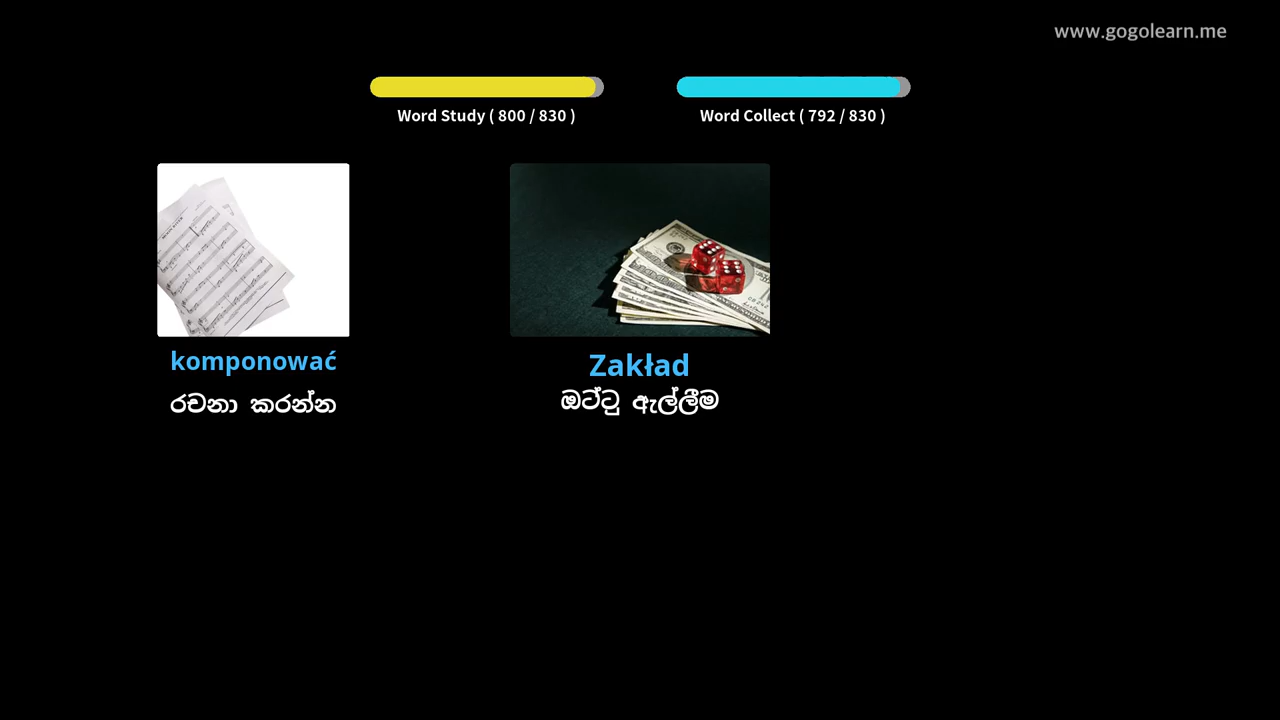 www.gogolearn.me
Word Study ( 800 / 830 )
Word Collect ( 792 / 830 )
komponować
රචනා කරන්න
Zakład
ඔට්ටු ඇල්ලීම